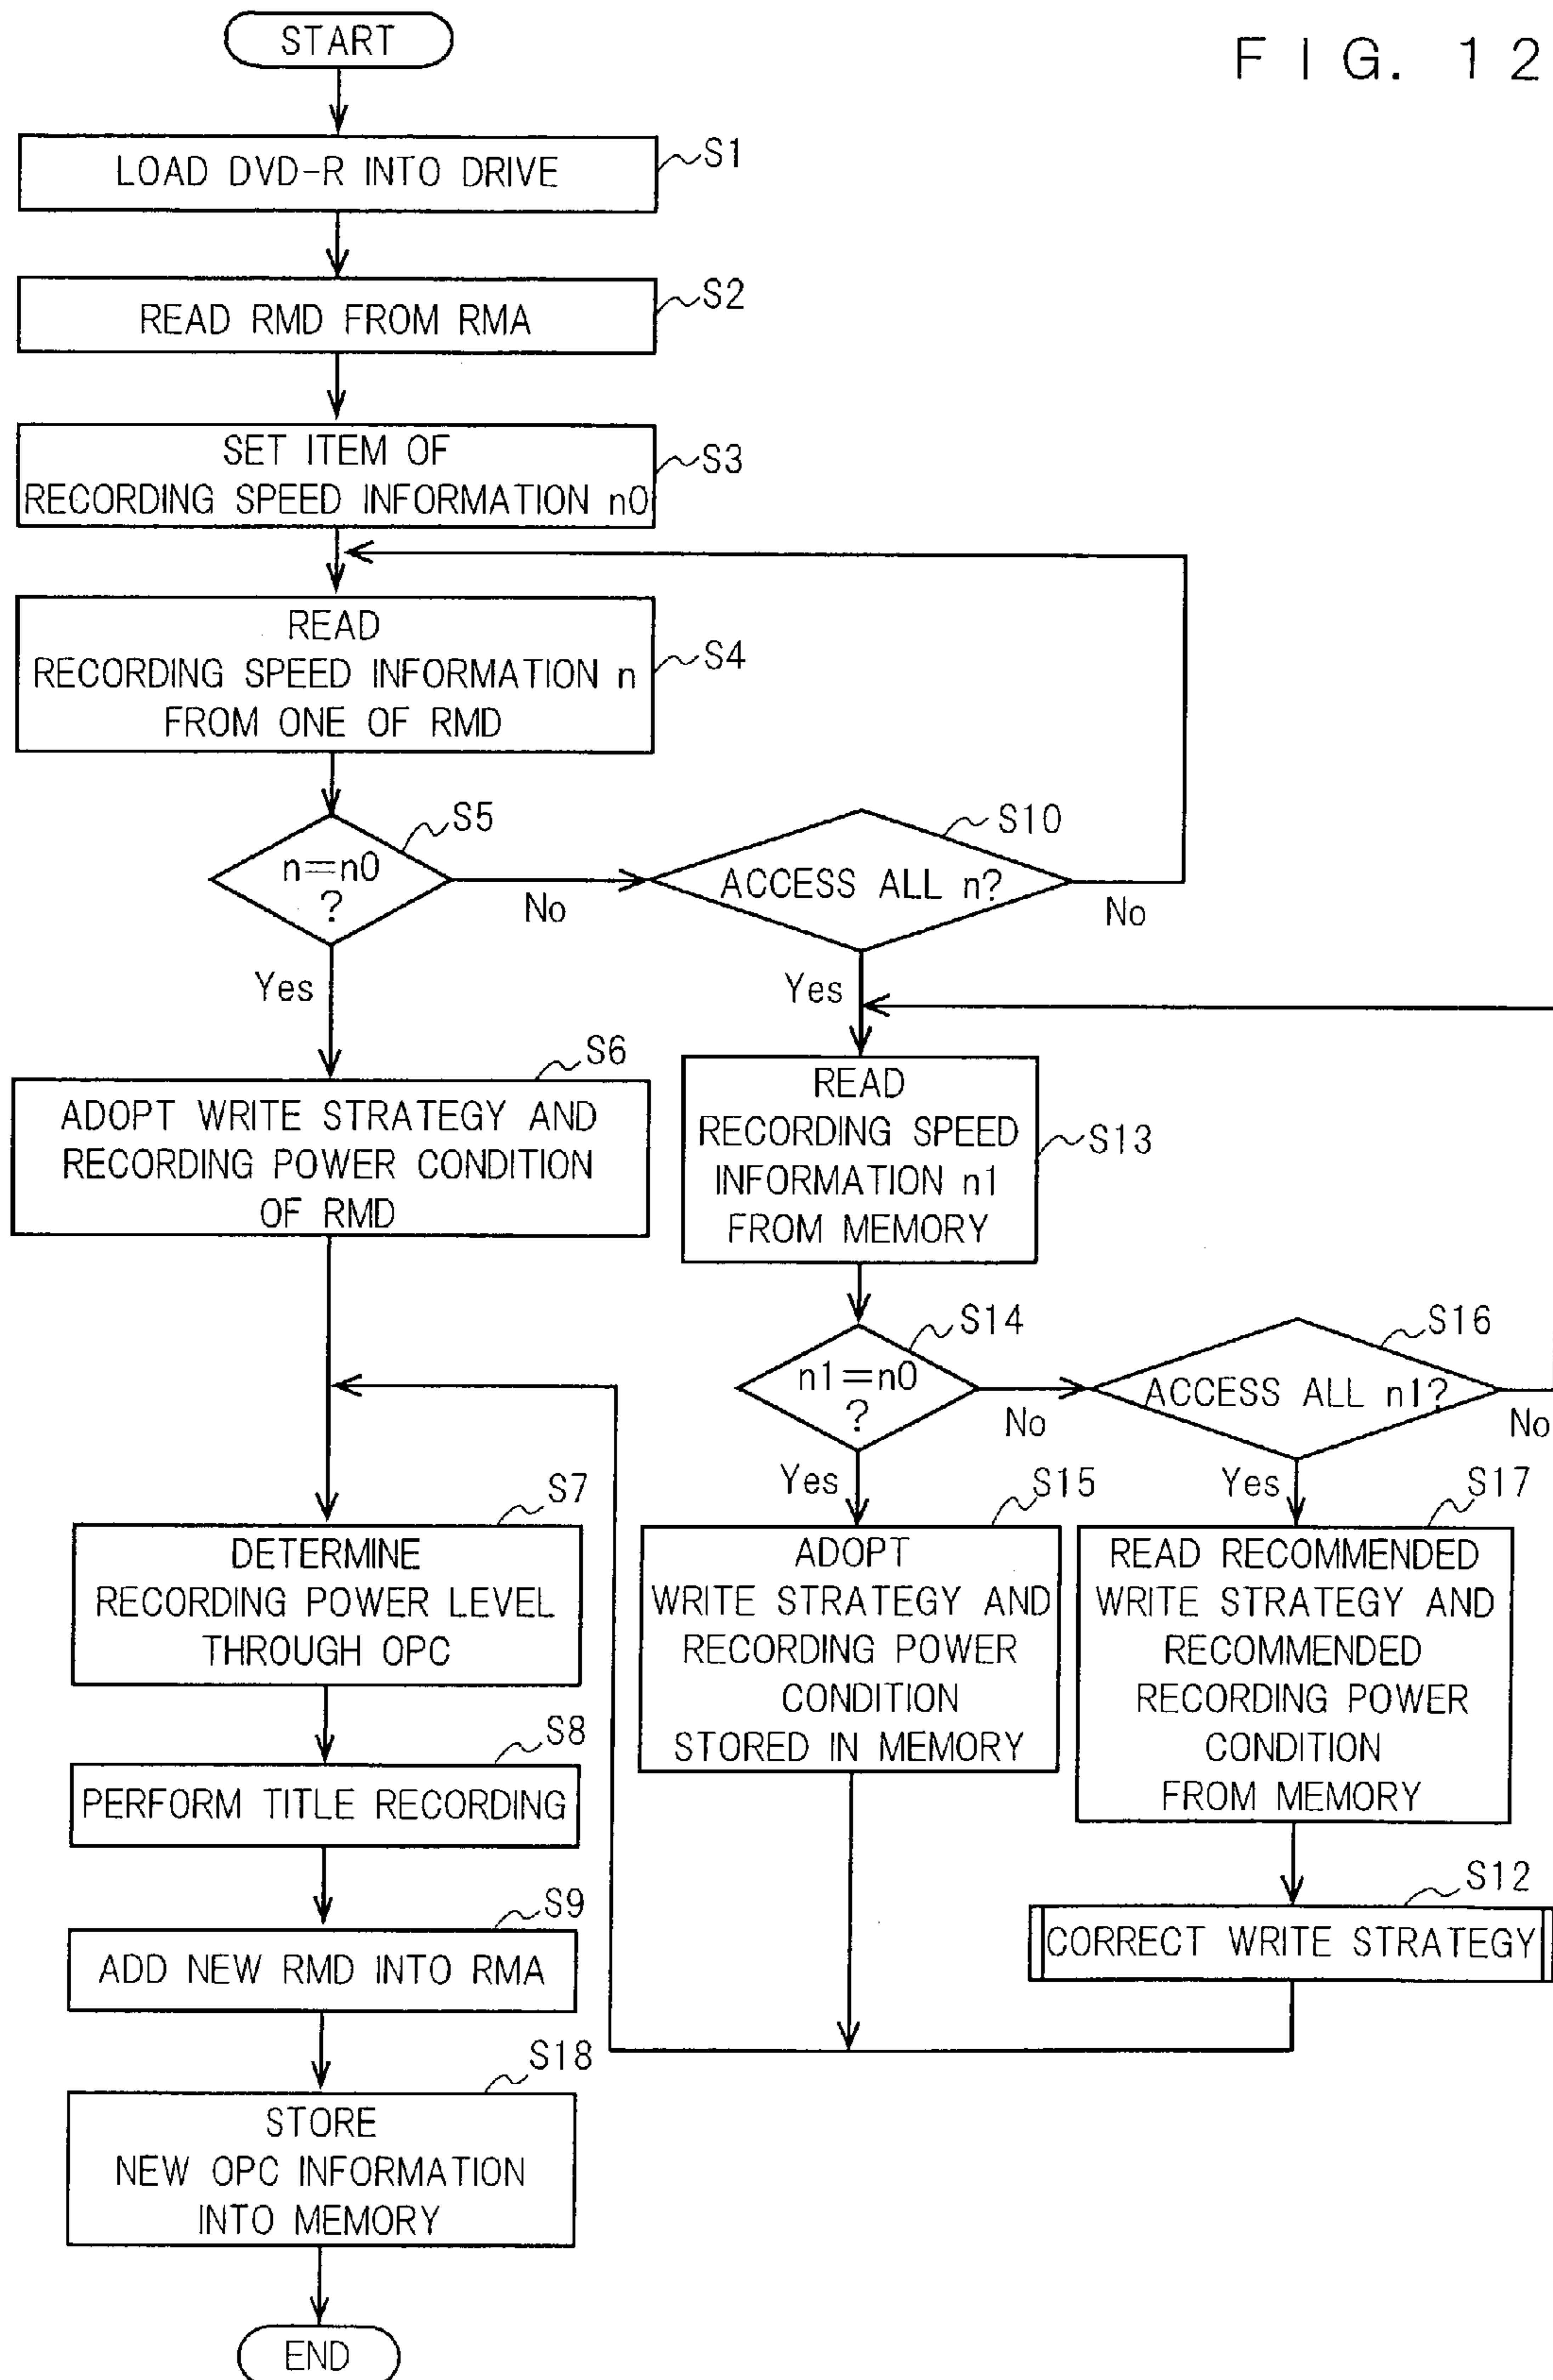 FIG. 12
START
LOAD DVD-R INTO DRIVE
S1
READ RMD FROM RMA
S2
SET ITEM OF
RECORDING SPEED INFORMATION n0
S3
READ
RECORDING SPEED INFORMATION n
FROM ONE OF RMD
S4
n=n0
?
S5
No
Yes
ACCESS ALL n?
S10
No
Yes
S6
ADOPT WRITE STRATEGY AND
RECORDING POWER CONDITION
OF RMD
READ
RECORDING SPEED
INFORMATION n1
FROM MEMORY
S13
n1=n0
?
S14
No
Yes
ACCESS ALL n1?
S16
No
Yes
S7
DETERMINE
RECORDING POWER LEVEL
THROUGH OPC
S15
ADOPT
WRITE STRATEGY AND
RECORDING POWER
CONDITION
STORED IN MEMORY
S17
READ RECOMMENDED
WRITE STRATEGY AND
RECOMMENDED
RECORDING POWER
CONDITION
FROM MEMORY
S8
PERFORM TITLE RECORDING
S12
CORRECT WRITE STRATEGY
S9
ADD NEW RMD INTO RMA
S18
STORE
NEW OPC INFORMATION
INTO MEMORY
END